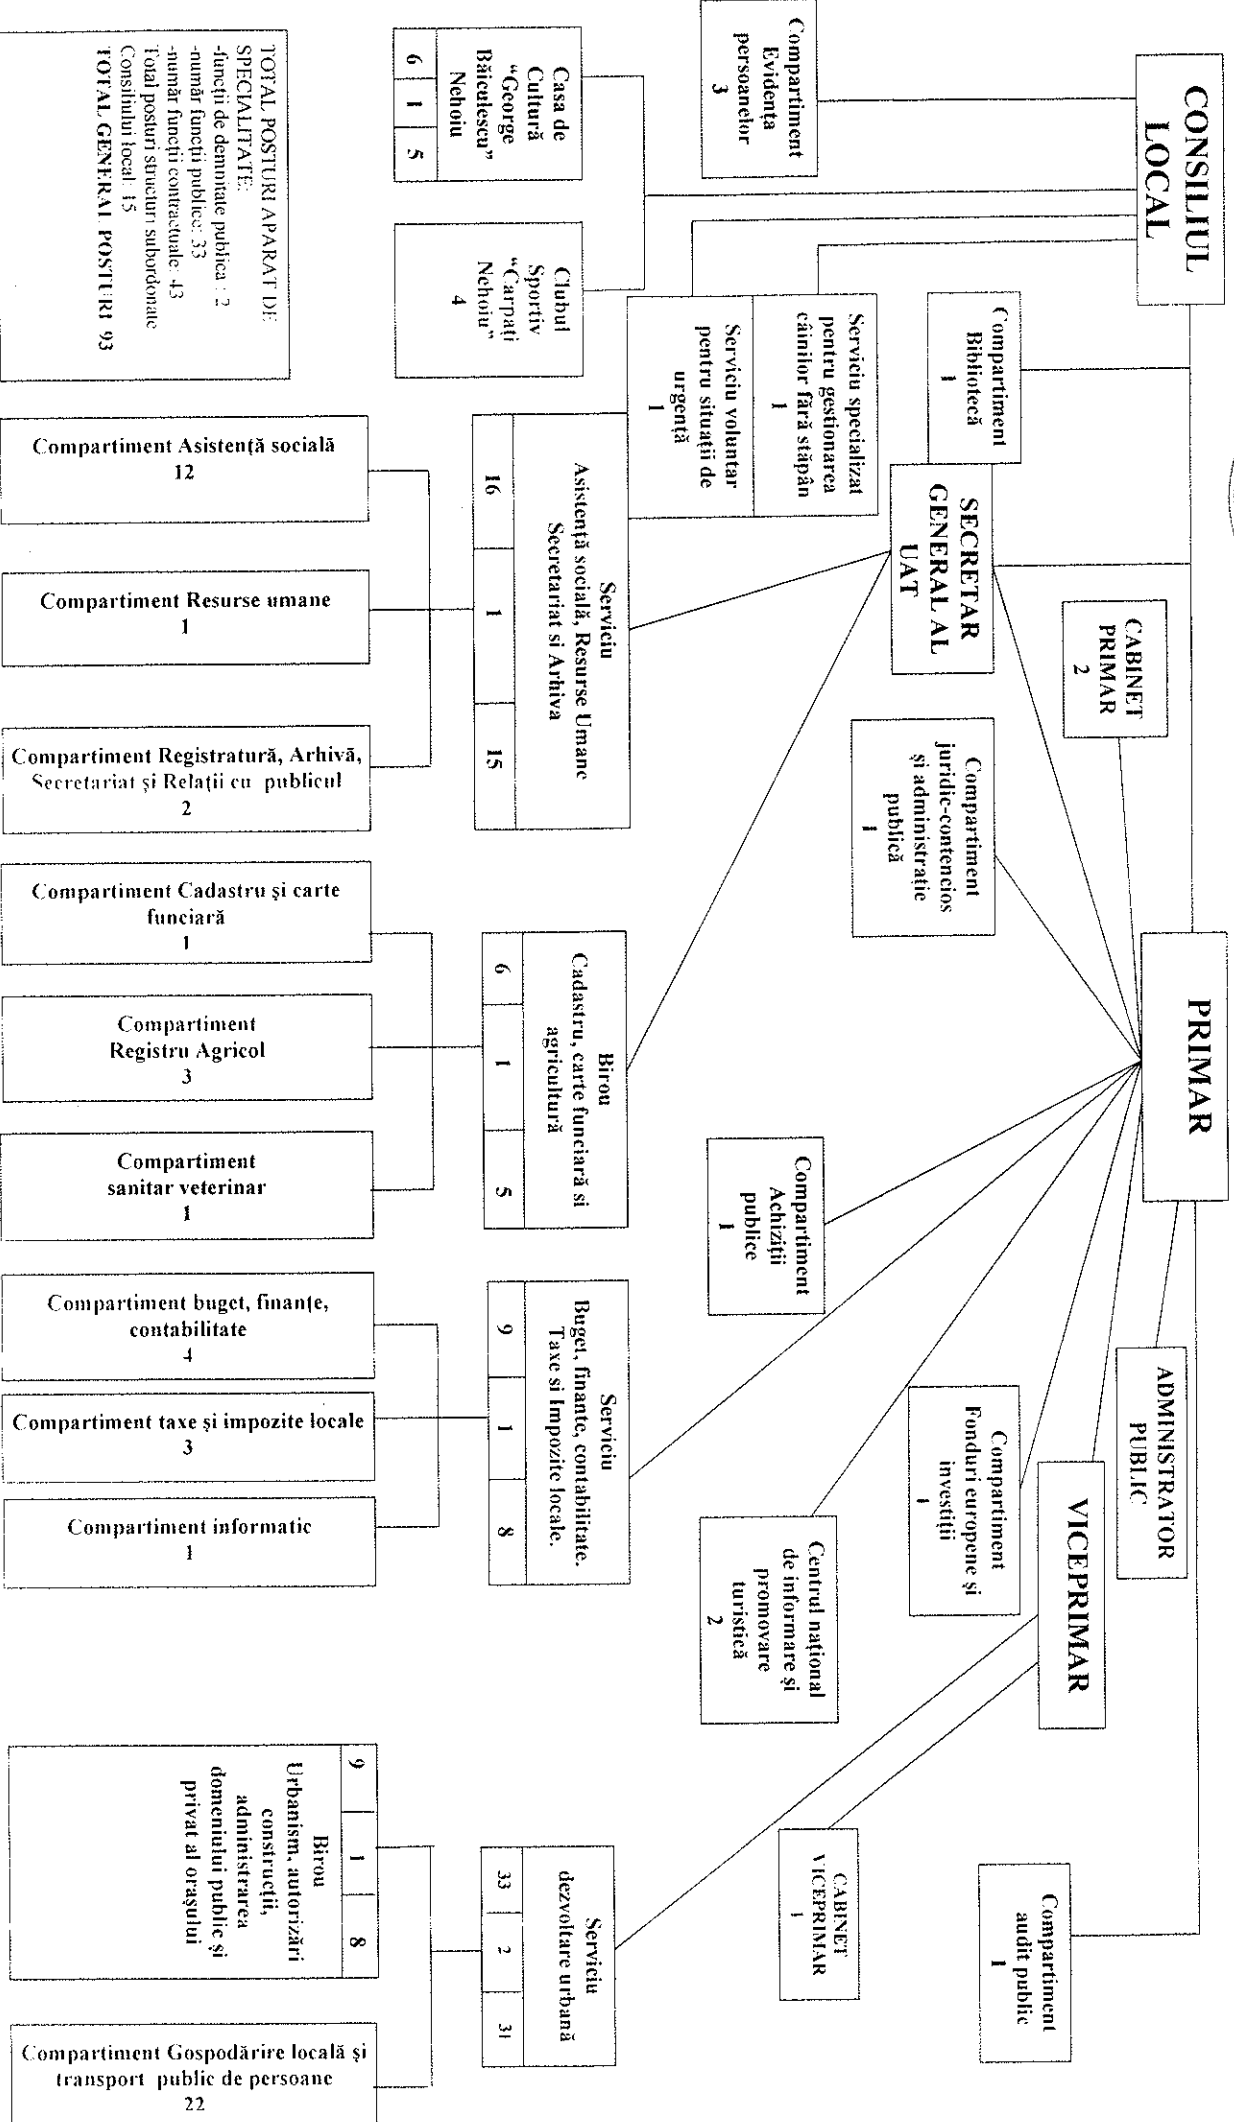 CONSILIUL
LOCAL
PRIMAR
Compartiment
Evidența
persoanelor
3
Casa de
Cultură
“George
Băiculescu”
Nehoiu
6 1 5
Clubul
Sportiv
“Carpați
Nehoiu”
4
Serviciu specializat
pentru gestionarea
câinilor fără stăpân
1
Serviciu voluntar
pentru situații de
urgență
1
Compartiment
Bibliotecă
1
SECRETAR
GENERAL AL
UAT
CABINET
PRIMAR
2
Compartiment
juridic-contencios
și administrație
publică
1
Compartiment
Achiziții
publice
1
ADMINISTRATOR
PUBLIC
VICEPRIMAR
Compartiment
Fonduri europene și
investiții
1
Centrul național
de informare și
promovare
turistică
2
CABINET
VICEPRIMAR
1
Compartiment
audit public
1
Serviciu
Asistență socială, Resurse Umane
Secretariat si Arhiva
16 1 15
Compartiment Asistență socială
12
Compartiment Resurse umane
1
Compartiment Registratură, Arhivă,
Secretariat și Relații cu publicul
2
Birou
Cadastru, carte funciară si
agricultură
6 1 5
Compartiment Cadastru și carte
funciară
1
Compartiment
Registru Agricol
3
Compartiment
sanitar veterinar
1
Serviciu
Buget, finante, contabilitate.
Taxe si Impozite locale.
9 1 8
Compartiment buget, finanțe,
contabilitate
4
Compartiment taxe și impozite locale
3
Compartiment informatic
1
Serviciu
dezvoltare urbană
33 2 31
9 1 8
Birou
Urbanism, autorizări
construcții,
administrarea
domeniului public și
privat al orașului
Compartiment Gospodărire locală și
transport public de persoane
22
TOTAL POSTURI APARAT DE
SPECIALITATE:
-funcții de demnitate publica : 2
-număr funcții publice: 33
-număr funcții contractuale: 43
Total posturi structuri subordonate
Consiliului local: 15
TOTAL GENERAL POSTURI 93